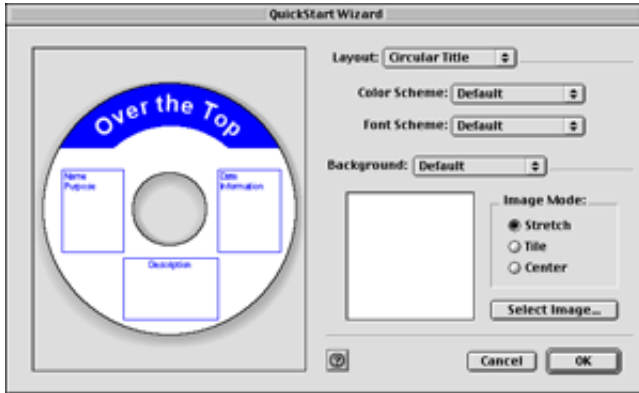 QuickStart Wizard
Over the Top
Name
Purpose
Date
Information
Description
Layout: Circular Title
Color Scheme: Default
Font Scheme: Default
Background: Default
Image Mode:
Stretch
Tile
Center
Select Image...
?
Cancel
OK